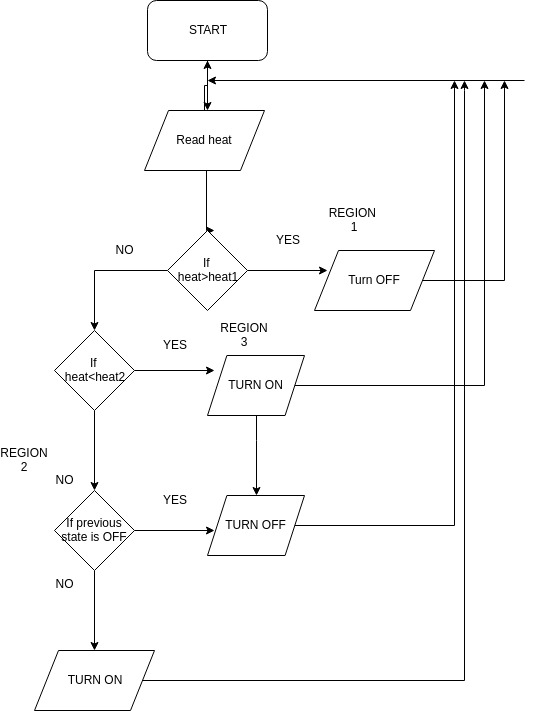 START
Read heat
REGION
1
NO
YES
If
heat>heat1
Turn OFF
REGION
3
YES
If
heat<heat2
TURN ON
REGION
2
NO
YES
If previous
state is OFF
TURN OFF
NO
TURN ON